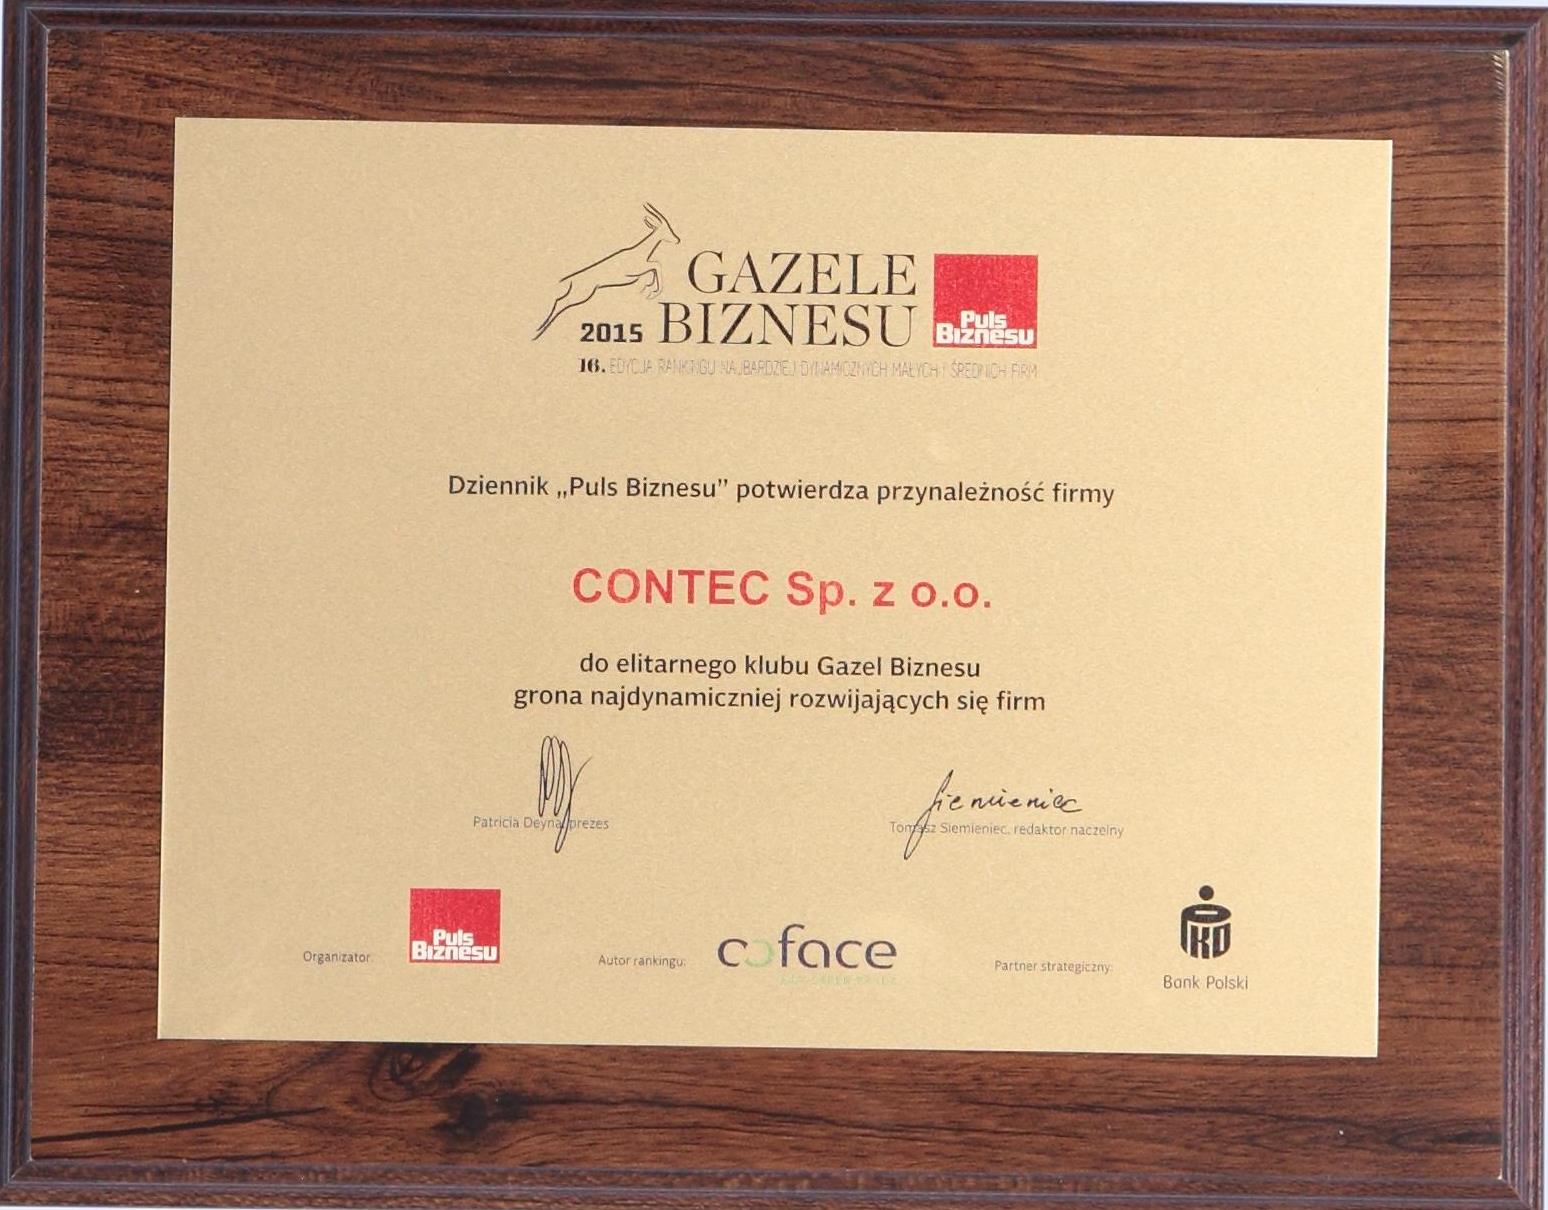 GAZELE
2015 BIZNESU
Puls
Biznesu
16. EDYCJA RANKINGU NAJBARDZIEJ DYNAMICZNYCH MAŁYCH I ŚREDNICH FIRM
Dziennik „Puls Biznesu” potwierdza przynależność firmy
CONTEC Sp. z o.o.
do elitarnego klubu Gazel Biznesu
grona najdynamiczniej rozwijających się firm
Siemieniec
Patricia Deyna, prezes
Tomasz Siemieniec, redaktor naczelny
Organizator:
Puls
Biznesu
Autor rankingu:
coface
Partner strategiczny:
PKO
Bank Polski